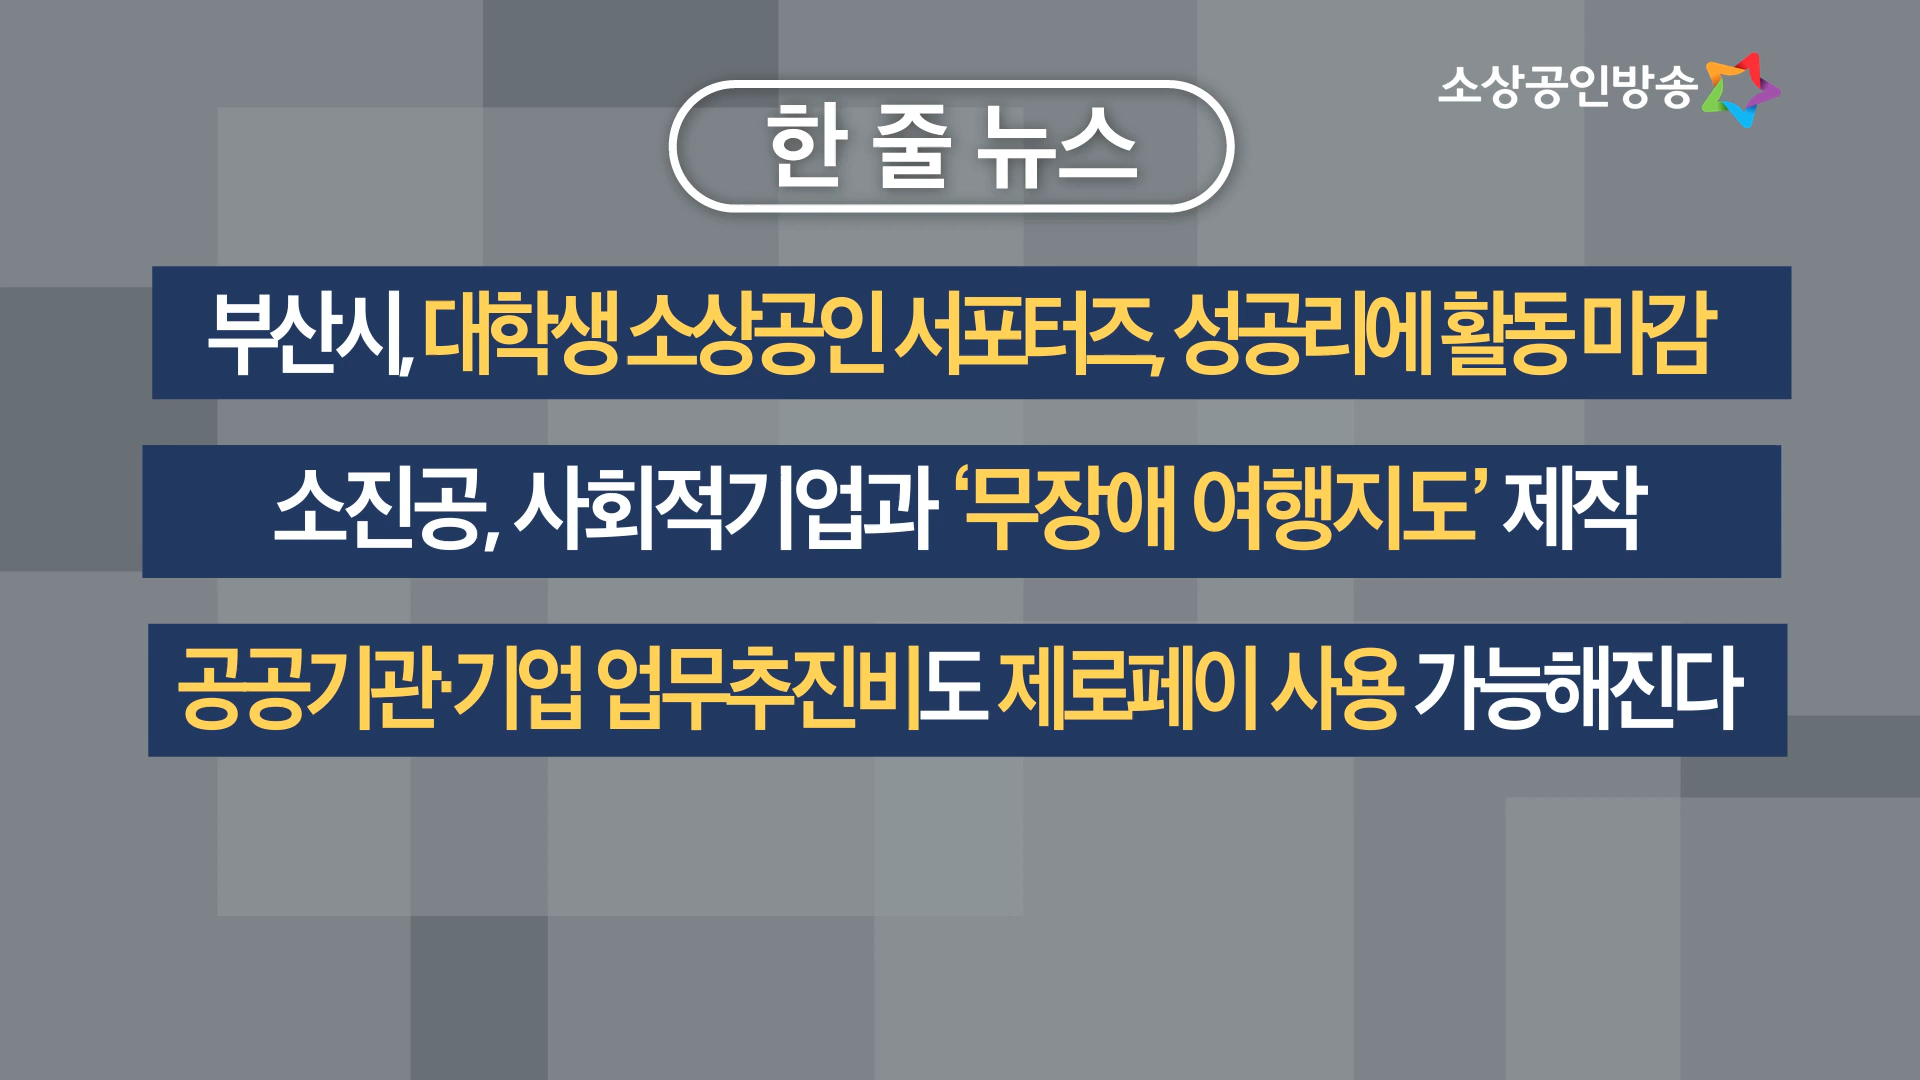 소상공인방송
한 줄 뉴스
부산시, 대학생 소상공인 서포터즈, 성공리에 활동 마감
소진공, 사회적기업과 ‘무장애 여행지도’ 제작
공공기관·기업 업무추진비도 제로페이 사용 가능해진다